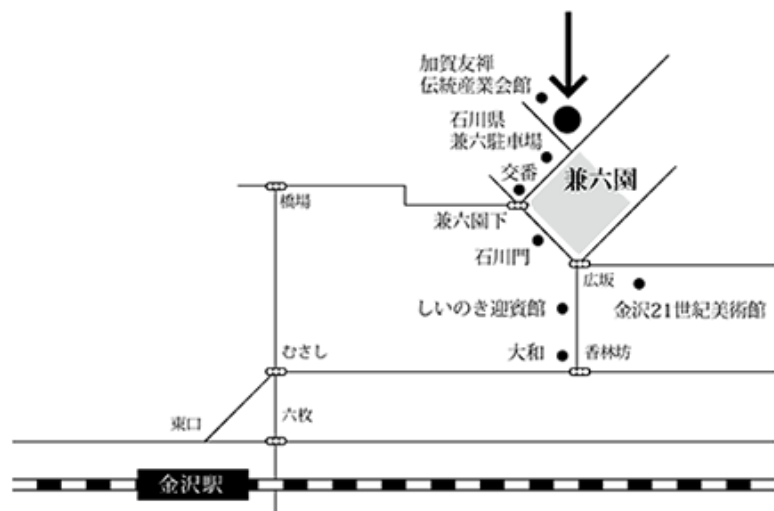 加賀友禅
伝統産業会館
石川県
兼六駐車場
交番
兼六園
橋場
兼六園下
石川門
広坂
しいのき迎賓館
金沢21世紀美術館
むさし
大和
香林坊
東口
六枚
金沢駅